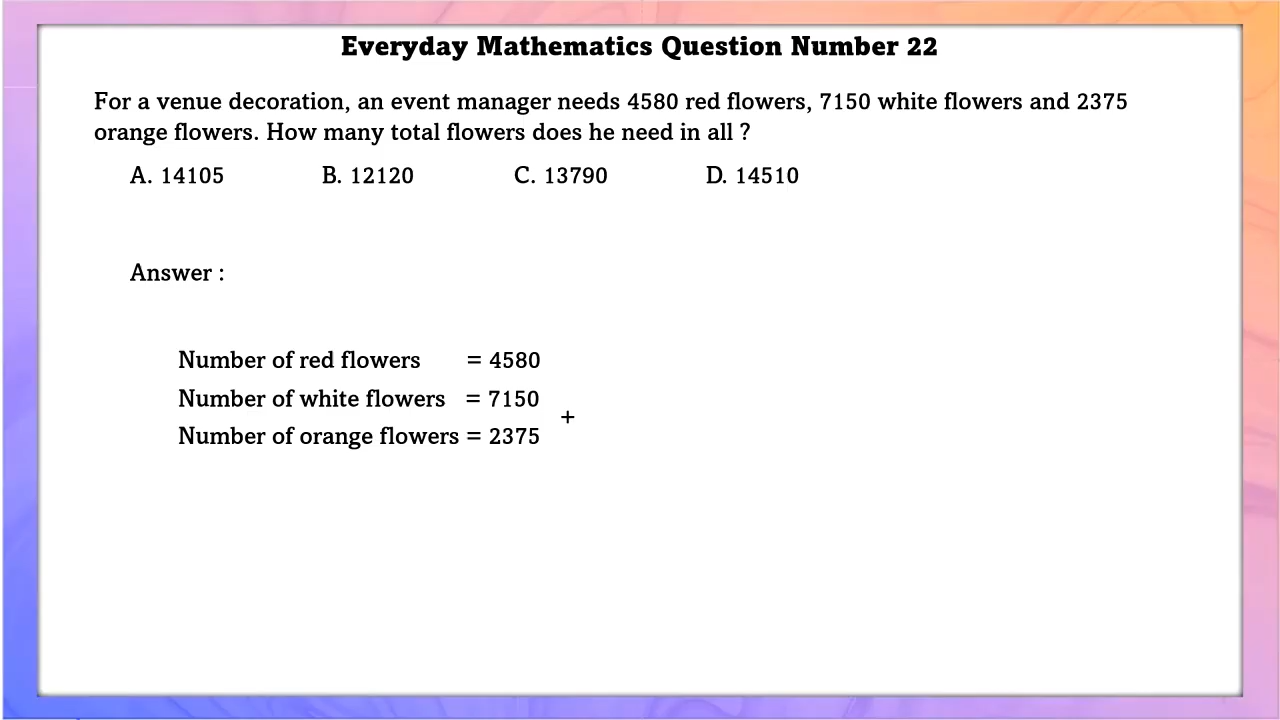 Everyday Mathematics Question Number 22
For a venue decoration, an event manager needs 4580 red flowers, 7150 white flowers and 2375
orange flowers. How many total flowers does he need in all ?
A. 14105 B. 12120 C. 13790 D. 14510
Answer :
Number of red flowers = 4580
Number of white flowers = 7150
+
Number of orange flowers = 2375